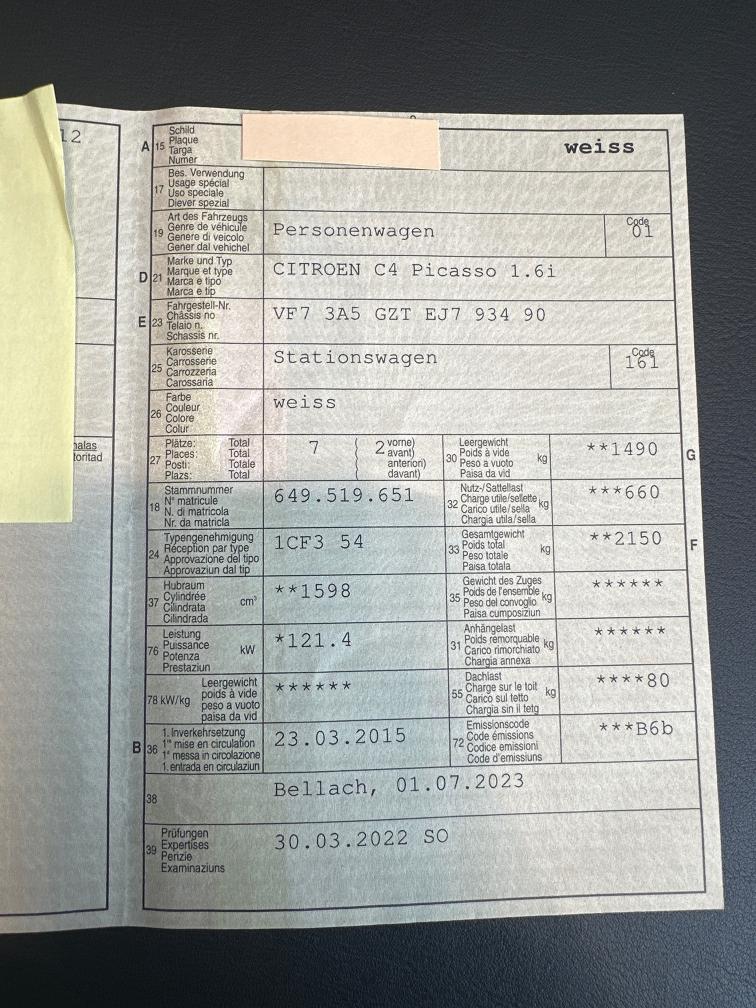 12
nalas
toritad
A 15 Schild
Plaque
Targa
Numer
weiss
17 Bes. Verwendung
Usage spécial
Uso speciale
Diever spezial
19 Art des Fahrzeugs
Genre de véhicule
Genere di veicolo
Gener dal vehichel
Personenwagen
Code
01
D 21 Marke und Typ
Marque et type
Marca e tipo
Marca e tip
CITROEN C4 Picasso 1.6i
E 23 Fahrgestell-Nr.
Châssis no
Telaio n.
Schassis nr.
VF7 3A5 GZT EJ7 934 90
25 Karosserie
Carrosserie
Carrozzeria
Carossaria
Stationswagen
Code
161
26 Farbe
Couleur
Colore
Colur
weiss
27 Plätze: Total
Places: Total
Posti: Totale
Plazs: Total
7
2 vorne)
avant)
anteriori)
davant)
30 Leergewicht
Poids à vide
Peso a vuoto
Paisa da vid
kg
**1490
G
18 Stammnummer
N° matricule
N. di matricola
Nr. da matricla
649.519.651
32 Nutz-/Sattellast
Charge utile/sellette
Carico utile/sella
Chargia utila/sella
kg
***660
24 Typengenehmigung
Réception par type
Approvazione del tipo
Approvaziun dal tip
1CF3 54
33 Gesamtgewicht
Poids total
Peso totale
Paisa totala
kg
**2150
F
37 Hubraum
Cylindrée
Cilindrata
Cilindrada
cm³
**1598
35 Gewicht des Zuges
Poids de l'ensemble
Peso del convoglio
Paisa cumposiziun
kg
******
76 Leistung
Puissance
Potenza
Prestaziun
kW
*121.4
31 Anhängelast
Poids remorquable
Carico rimorchiato
Chargia annexa
kg
******
78 kW/kg Leergewicht
poids à vide
peso a vuoto
paisa da vid
******
55 Dachlast
Charge sur le toit
Carico sul tetto
Chargia sin il tetg
kg
****80
B 36 1. Inverkehrsetzung
1re mise en circulation
1a messa in circolazione
1. entrada en circulaziun
23.03.2015
72 Emissionscode
Code émissions
Codice emissioni
Code d'emissiuns
***B6b
38
Bellach, 01.07.2023
39 Prüfungen
Expertises
Perizie
Examinaziuns
30.03.2022 SO